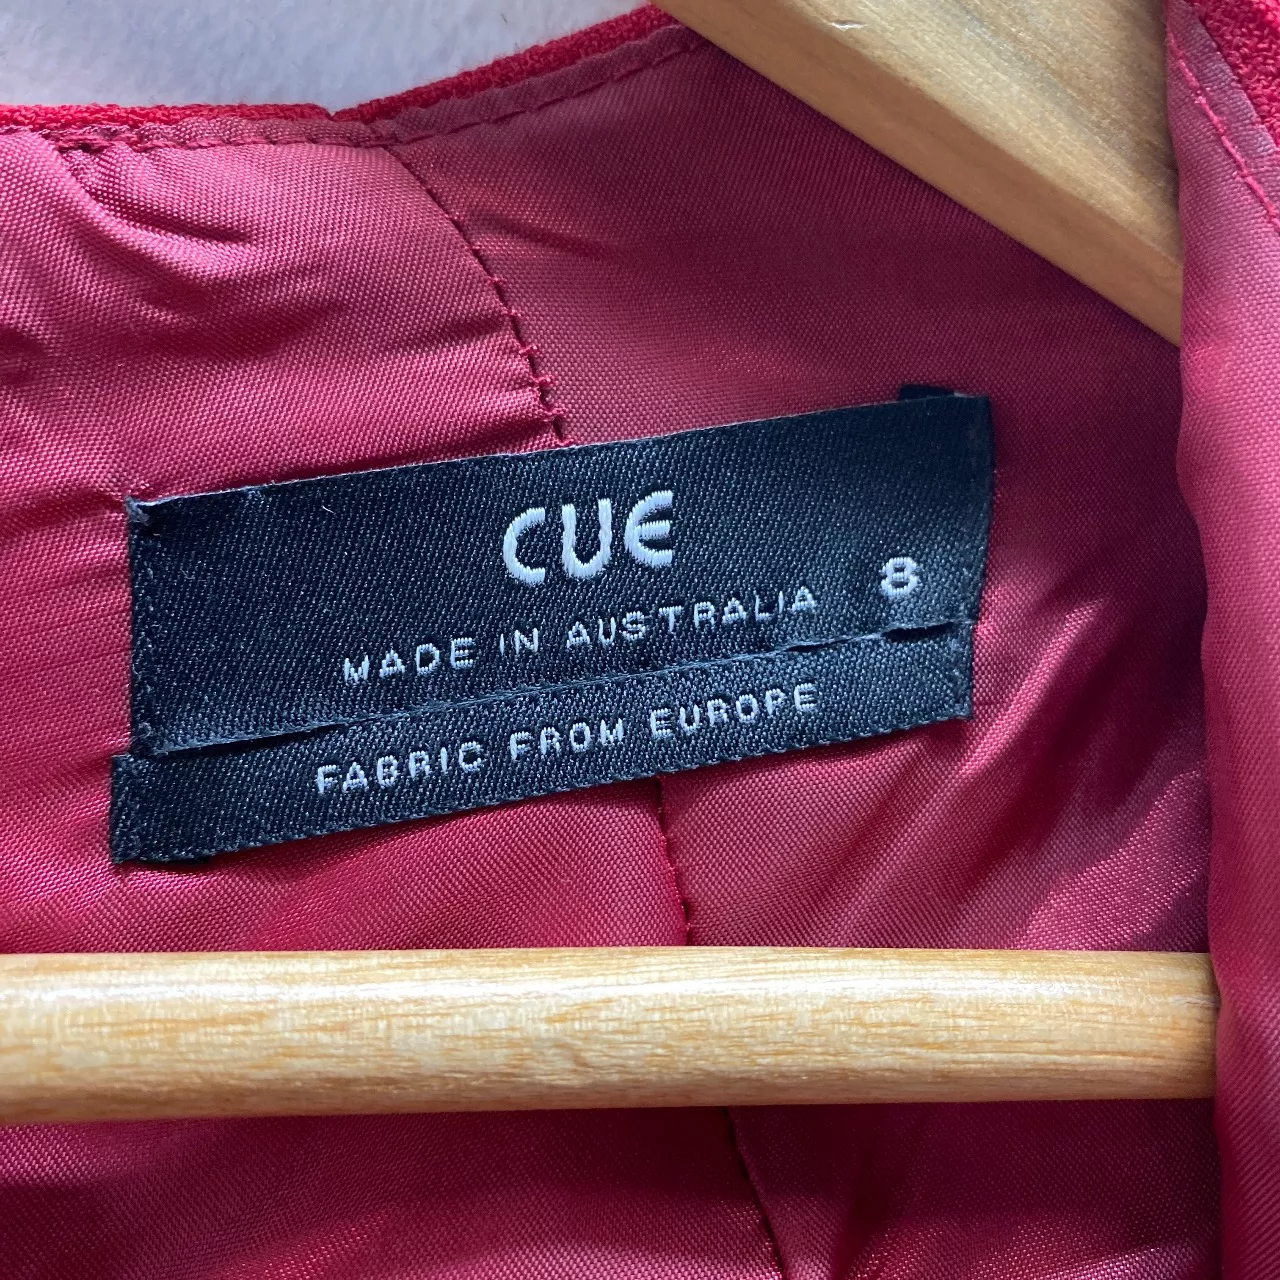 CUE
8
MADE IN AUSTRALIA
FABRIC FROM EUROPE